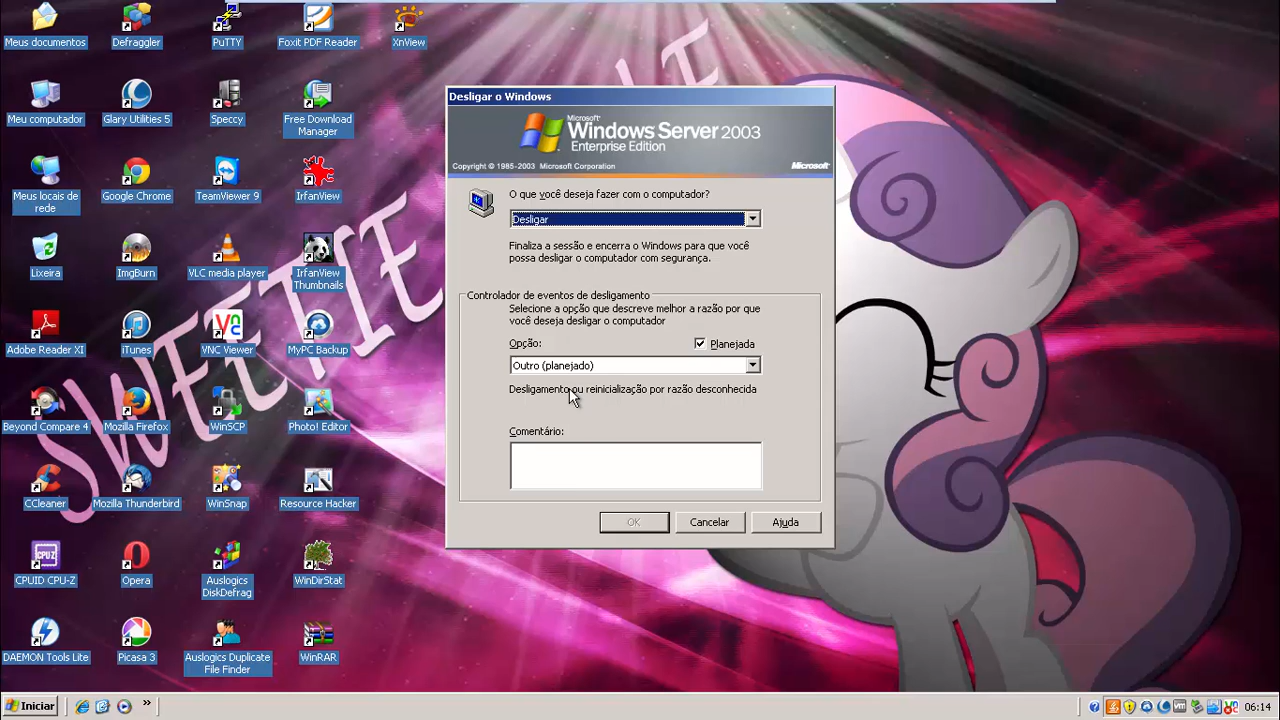 Meus documentos
Defraggler
PuTTY
Foxit PDF Reader
XnView
Meu computador
Glary Utilities 5
Speccy
Free Download
Manager
Meus locais de
rede
Google Chrome
TeamViewer 9
IrfanView
Lixeira
ImgBurn
VLC media player
IrfanView
Thumbnails
Adobe Reader XI
iTunes
VNC Viewer
MyPC Backup
Beyond Compare 4
Mozilla Firefox
WinSCP
Photo! Editor
CCleaner
Mozilla Thunderbird
WinSnap
Resource Hacker
CPUID CPU-Z
Opera
Auslogics
DiskDefrag
WinDirStat
DAEMON Tools Lite
Picasa 3
Auslogics Duplicate
File Finder
WinRAR
SWEETIE
Desligar o Windows
Microsoft
Windows Server 2003
Enterprise Edition
Copyright © 1985-2003 Microsoft Corporation
Microsoft
O que você deseja fazer com o computador?
Desligar
Finaliza a sessão e encerra o Windows para que você
possa desligar o computador com segurança.
Controlador de eventos de desligamento
Selecione a opção que descreve melhor a razão por que
você deseja desligar o computador
Opção:
Planejada
Outro (planejado)
Desligamento ou reinicialização por razão desconhecida
Comentário:
OK
Cancelar
Ajuda
Iniciar
06:14